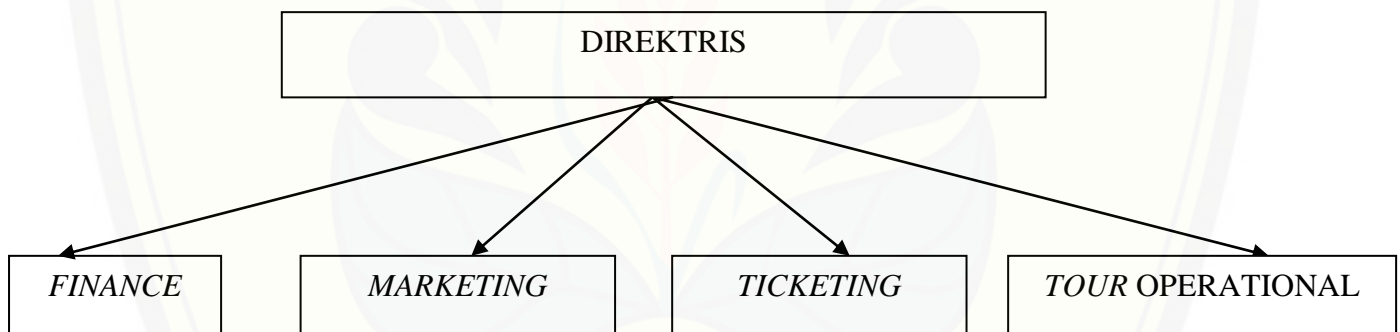 DIREKTRIS
FINANCE
MARKETING
TICKETING
TOUR OPERATIONAL